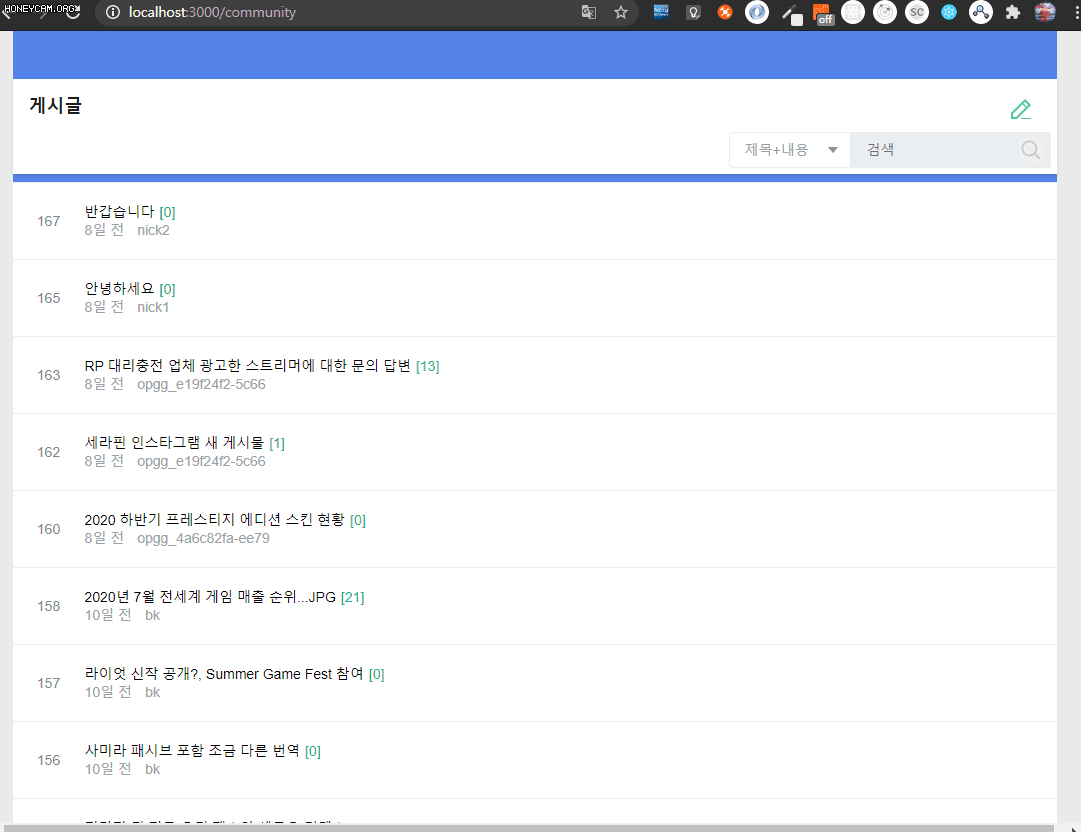 HONEYCAM.ORG
localhost:3000/community
SC
off
게시글
제목+내용
검색
167
반갑습니다 [0]
8일 전 nick2
165
안녕하세요 [0]
8일 전 nick1
163
RP 대리충전 업체 광고한 스트리머에 대한 문의 답변 [13]
8일 전 opgg_e19f24f2-5c66
162
세라핀 인스타그램 새 게시물 [1]
8일 전 opgg_e19f24f2-5c66
160
2020 하반기 프레스티지 에디션 스킨 현황 [0]
8일 전 opgg_4a6c82fa-ee79
158
2020년 7월 전세계 게임 매출 순위...JPG [21]
10일 전 bk
157
라이엇 신작 공개?, Summer Game Fest 참여 [0]
10일 전 bk
156
사미라 패시브 포함 조금 다른 번역 [0]
10일 전 bk